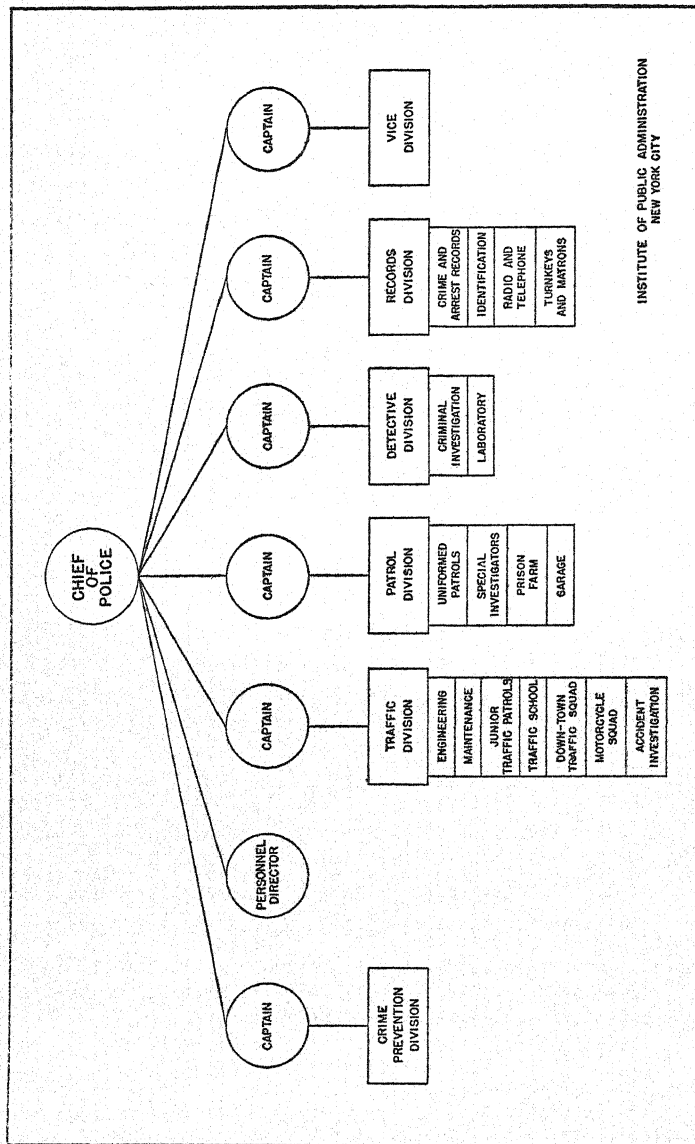 CHIEF
OF
POLICE
CAPTAIN
PERSONNEL
DIRECTOR
CAPTAIN
CAPTAIN
CAPTAIN
CAPTAIN
CAPTAIN
CRIME
PREVENTION
DIVISION
TRAFFIC
DIVISION
ENGINEERING
MAINTENANCE
JUNIOR
TRAFFIC PATROLS
TRAFFIC SCHOOL
DOWN-TOWN
TRAFFIC SQUAD
MOTORCYCLE
SQUAD
ACCIDENT
INVESTIGATION
PATROL
DIVISION
UNIFORMED
PATROLS
SPECIAL
INVESTIGATORS
PRISON
FARM
GARAGE
DETECTIVE
DIVISION
CRIMINAL
INVESTIGATION
LABORATORY
RECORDS
DIVISION
CRIME AND
ARREST RECORDS
IDENTIFICATION
RADIO AND
TELEPHONE
TURNKEYS
AND MATRONS
VICE
DIVISION
INSTITUTE OF PUBLIC ADMINISTRATION
NEW YORK CITY